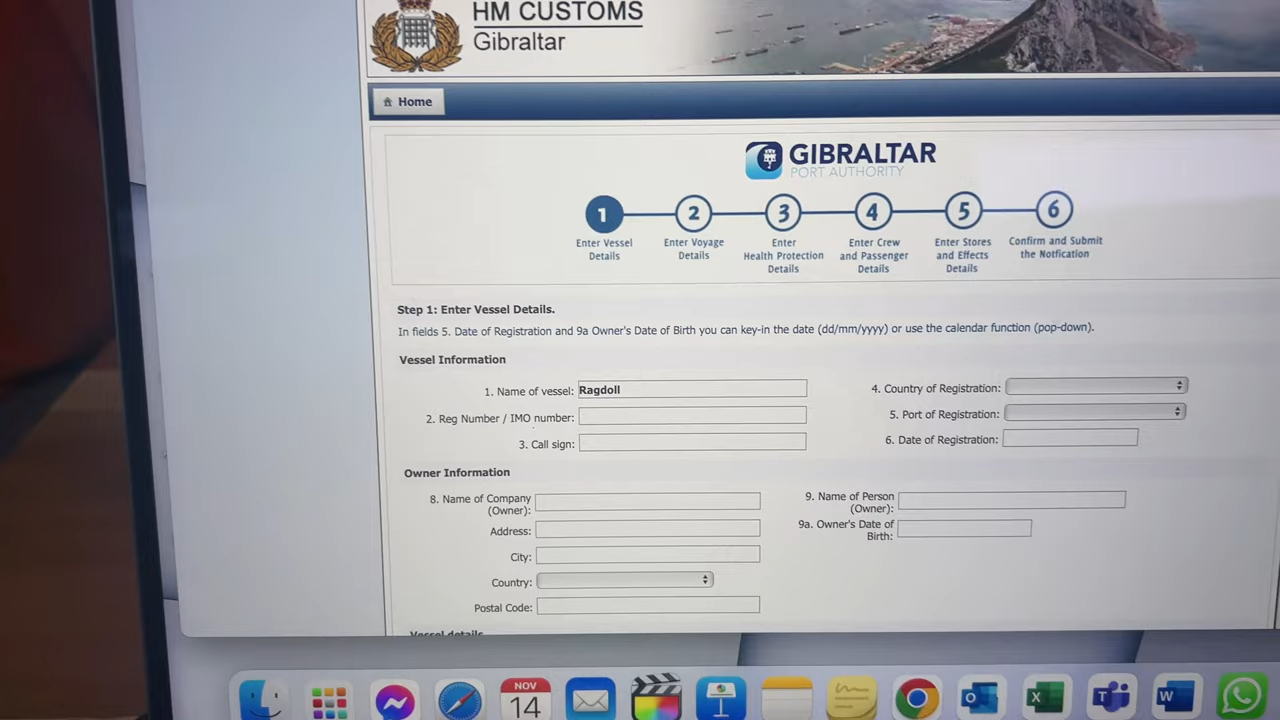 HM CUSTOMS
Gibraltar
Home
GIBRALTAR
PORT AUTHORITY
1 2 3 4 5 6
Enter Vessel Details
Enter Voyage Details
Enter Health Protection Details
Enter Crew and Passenger Details
Enter Stores and Effects Details
Confirm and Submit the Notfication
Step 1: Enter Vessel Details.
In fields 5. Date of Registration and 9a Owner's Date of Birth you can key-in the date (dd/mm/yyyy) or use the calendar function (pop-down).
Vessel Information
1. Name of vessel: Ragdoll
4. Country of Registration:
2. Reg Number / IMO number:
5. Port of Registration:
3. Call sign:
6. Date of Registration:
Owner Information
8. Name of Company (Owner):
9. Name of Person (Owner):
Address:
9a. Owner's Date of Birth:
City:
Country:
Postal Code:
Vessel details
NOV
14